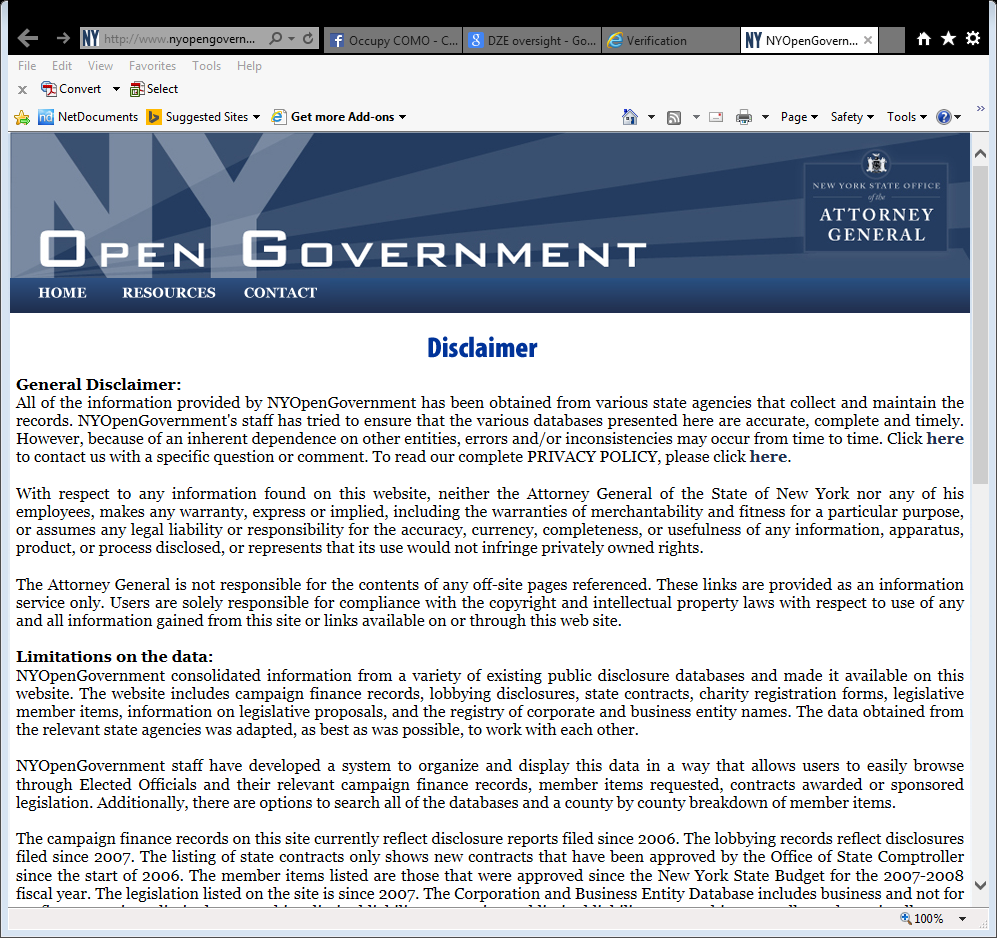 NY http://www.nyopengovern...
Occupy COMO - C...
DZE oversight - Go...
Verification
NY NYOpenGovern...
File Edit View Favorites Tools Help
x Convert Select
nd NetDocuments Suggested Sites Get more Add-ons
Page Safety Tools
NY
OPEN GOVERNMENT
NEW YORK STATE OFFICE
of the
ATTORNEY
GENERAL
HOME RESOURCES CONTACT
Disclaimer
General Disclaimer:
All of the information provided by NYOpenGovernment has been obtained from various state agencies that collect and maintain the
records. NYOpenGovernment's staff has tried to ensure that the various databases presented here are accurate, complete and timely.
However, because of an inherent dependence on other entities, errors and/or inconsistencies may occur from time to time. Click here
to contact us with a specific question or comment. To read our complete PRIVACY POLICY, please click here.
With respect to any information found on this website, neither the Attorney General of the State of New York nor any of his
employees, makes any warranty, express or implied, including the warranties of merchantability and fitness for a particular purpose,
or assumes any legal liability or responsibility for the accuracy, currency, completeness, or usefulness of any information, apparatus,
product, or process disclosed, or represents that its use would not infringe privately owned rights.
The Attorney General is not responsible for the contents of any off-site pages referenced. These links are provided as an information
service only. Users are solely responsible for compliance with the copyright and intellectual property laws with respect to use of any
and all information gained from this site or links available on or through this web site.
Limitations on the data:
NYOpenGovernment consolidated information from a variety of existing public disclosure databases and made it available on this
website. The website includes campaign finance records, lobbying disclosures, state contracts, charity registration forms, legislative
member items, information on legislative proposals, and the registry of corporate and business entity names. The data obtained from
the relevant state agencies was adapted, as best as was possible, to work with each other.
NYOpenGovernment staff have developed a system to organize and display this data in a way that allows users to easily browse
through Elected Officials and their relevant campaign finance records, member items requested, contracts awarded or sponsored
legislation. Additionally, there are options to search all of the databases and a county by county breakdown of member items.
The campaign finance records on this site currently reflect disclosure reports filed since 2006. The lobbying records reflect disclosures
filed since 2007. The listing of state contracts only shows new contracts that have been approved by the Office of State Comptroller
since the start of 2006. The member items listed are those that were approved since the New York State Budget for the 2007-2008
fiscal year. The legislation listed on the site is since 2007. The Corporation and Business Entity Database includes business and not for
100%